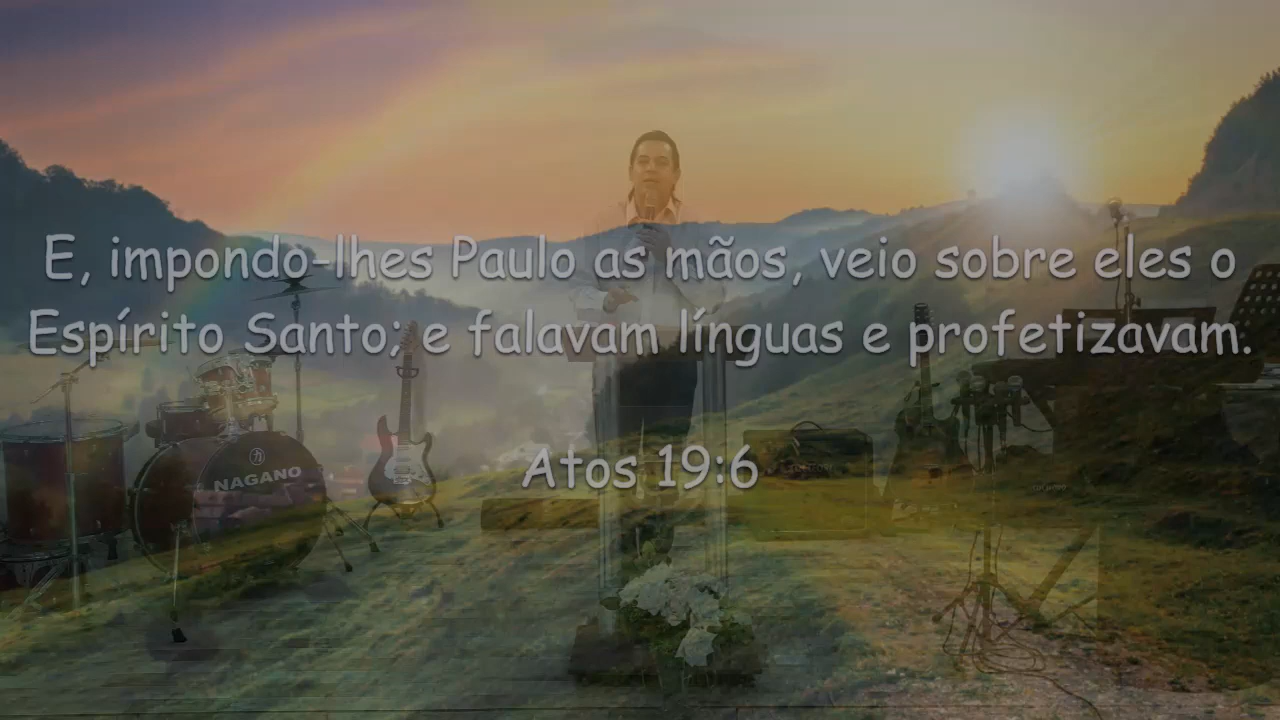 E, impondo-lhes Paulo as mãos, veio sobre eles o
Espírito Santo; e falavam línguas e profetizavam.
Atos 19:6
NAGANO